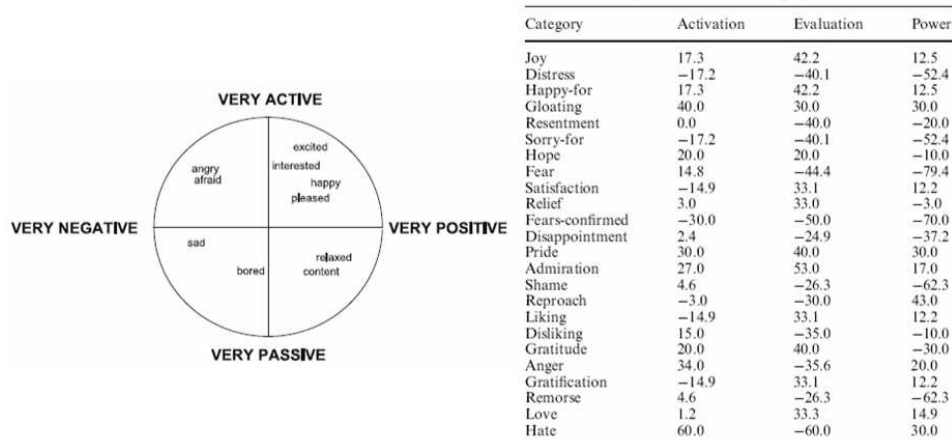 VERY ACTIVE
excited
interested
angry
afraid
happy
pleased
VERY NEGATIVE
VERY POSITIVE
sad
relaxed
bored
content
VERY PASSIVE
Category Activation Evaluation Power
Joy 17.3 42.2 12.5
Distress −17.2 −40.1 −52.4
Happy-for 17.3 42.2 12.5
Gloating 40.0 30.0 30.0
Resentment 0.0 −40.0 −20.0
Sorry-for −17.2 −40.1 −52.4
Hope 20.0 20.0 −10.0
Fear 14.8 −44.4 −79.4
Satisfaction −14.9 33.1 12.2
Relief 3.0 33.0 −3.0
Fears-confirmed −30.0 −50.0 −70.0
Disappointment 2.4 −24.9 −37.2
Pride 30.0 40.0 30.0
Admiration 27.0 53.0 17.0
Shame 4.6 −26.3 −62.3
Reproach −3.0 −30.0 43.0
Liking −14.9 33.1 12.2
Disliking 15.0 −35.0 −10.0
Gratitude 20.0 40.0 −30.0
Anger 34.0 −35.6 20.0
Gratification −14.9 33.1 12.2
Remorse 4.6 −26.3 −62.3
Love 1.2 33.3 14.9
Hate 60.0 −60.0 30.0